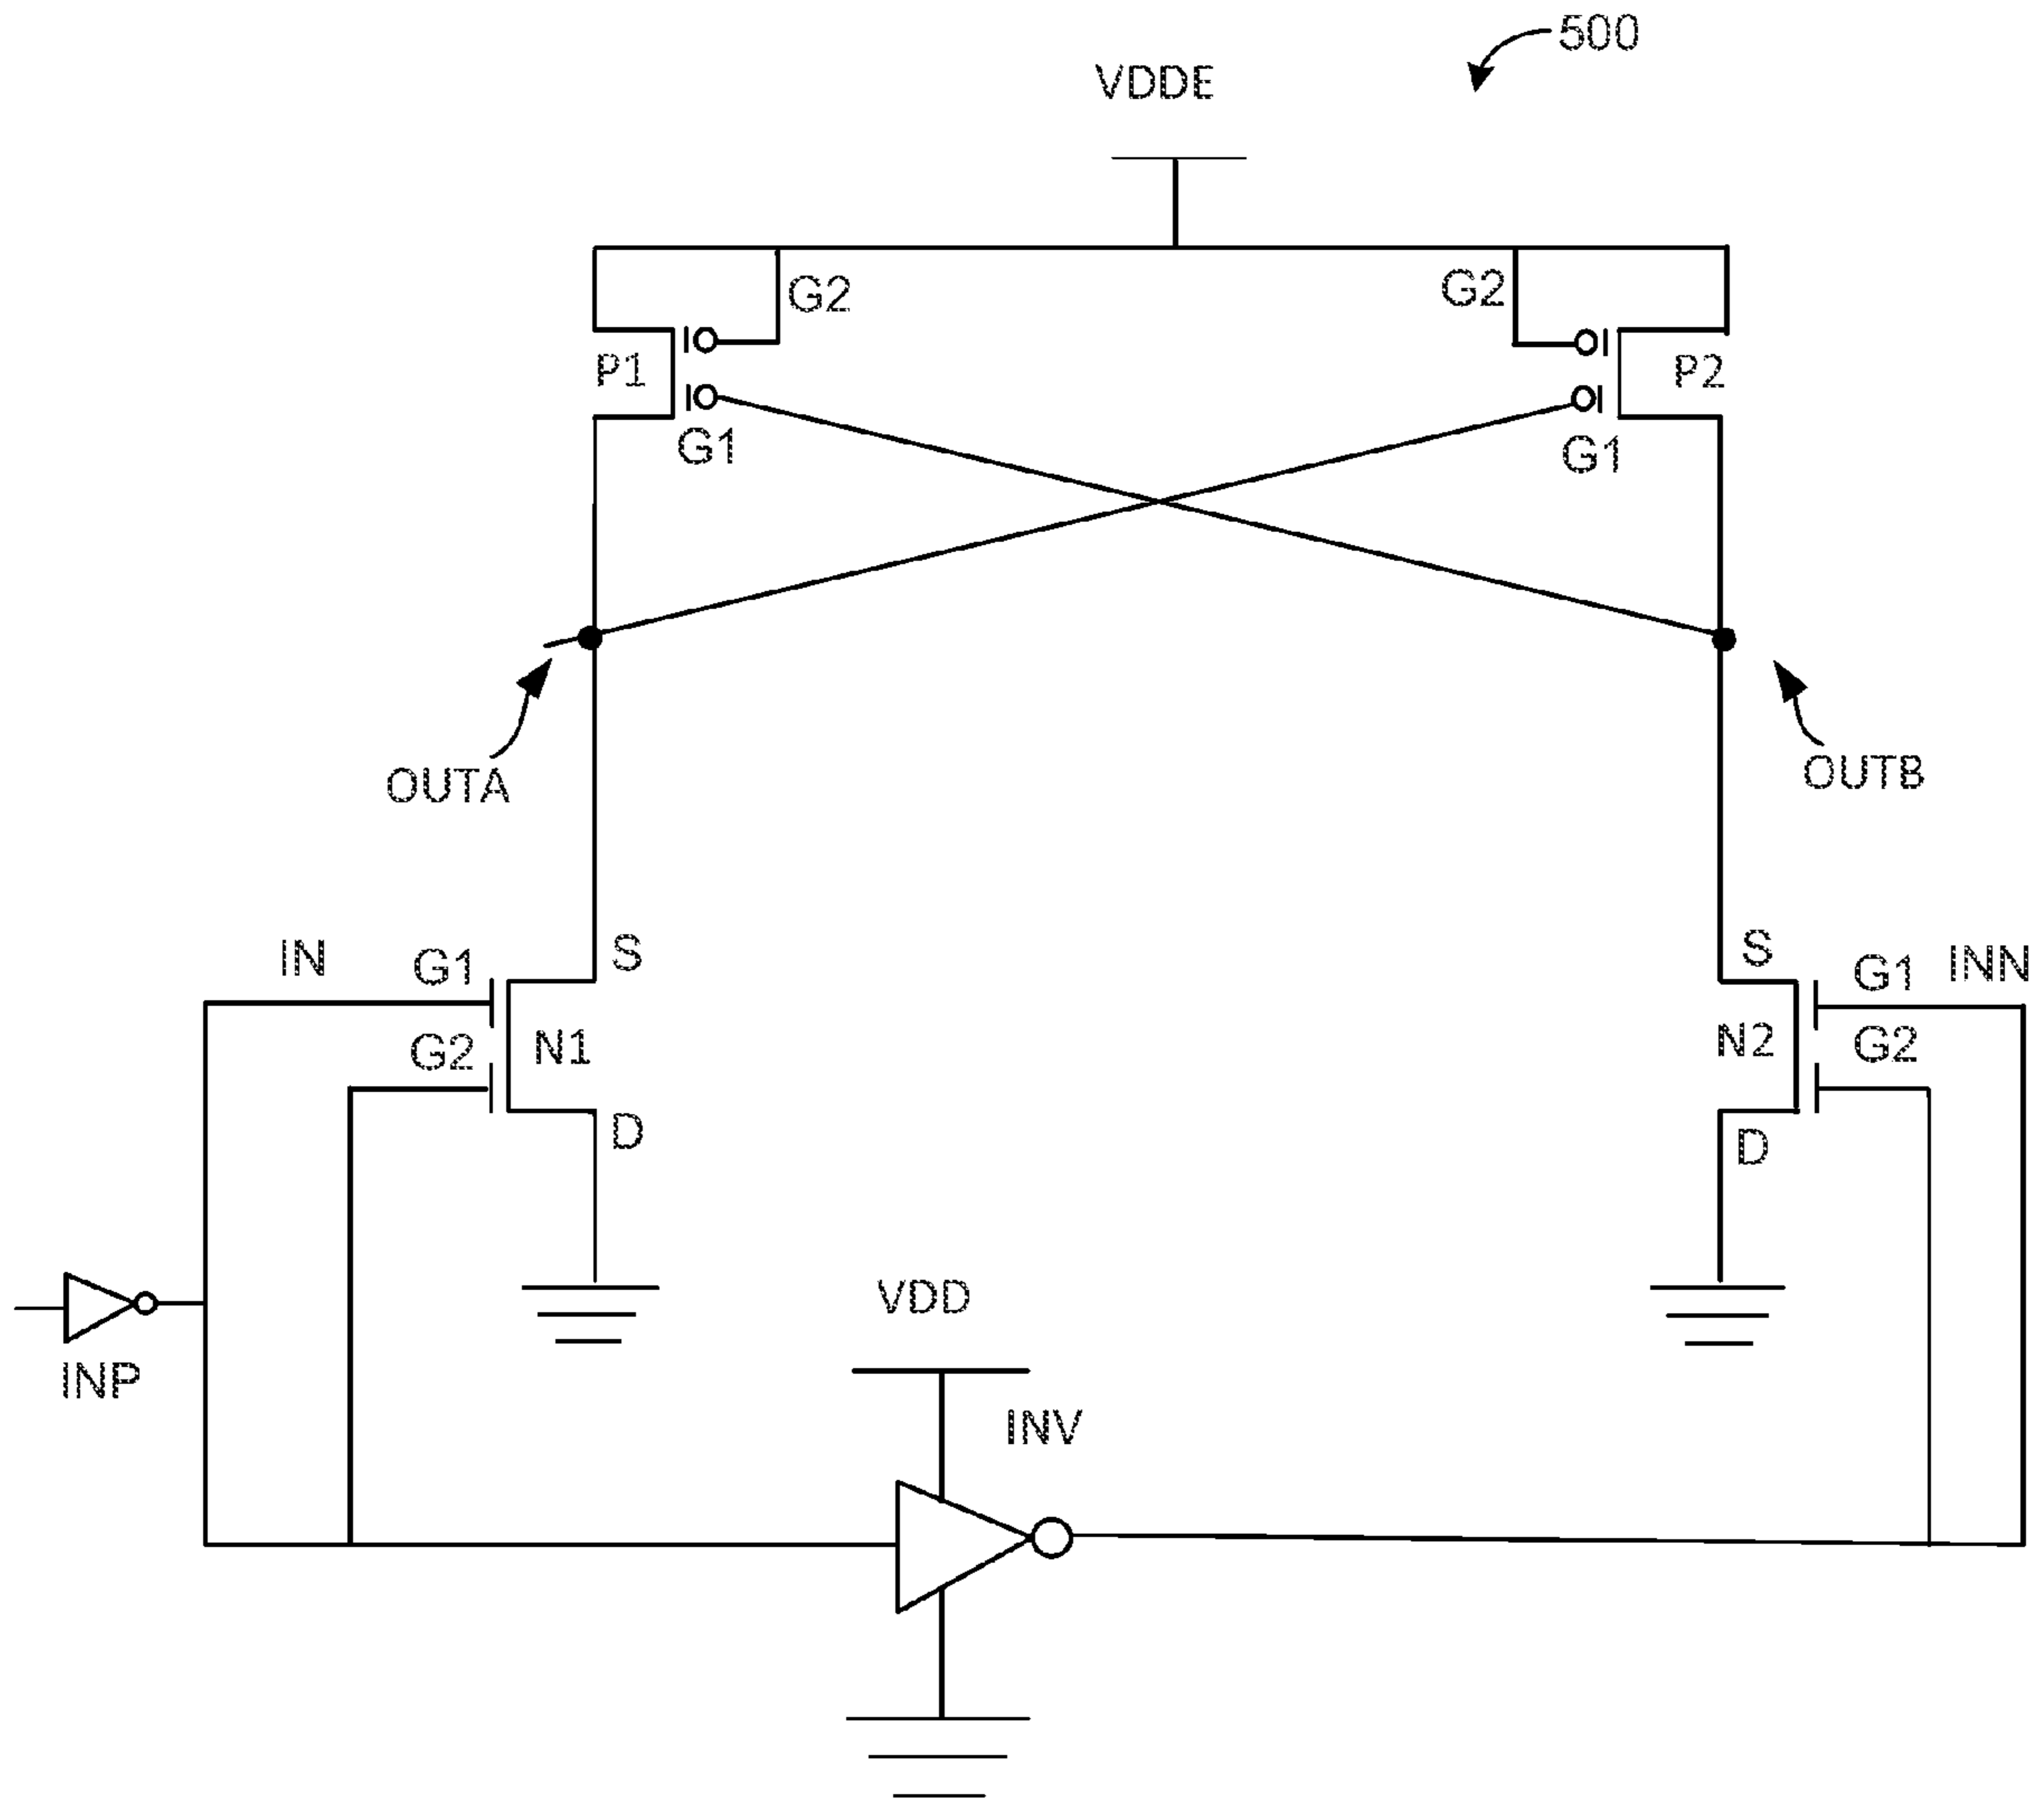 500
VDDE
G2
G2
P1
P2
G1
G1
OUTA
OUTB
IN
G1
S
S
G1
INN
G2
N1
N2
G2
D
D
INP
VDD
INV